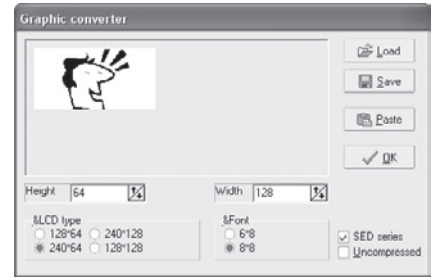 Graphic converter
Load
Save
Paste
OK
Height 64
Width 128
&LCD type
128*64 240*128
240*64 128*128
&Font
6*8
8*8
SED series
Uncompressed